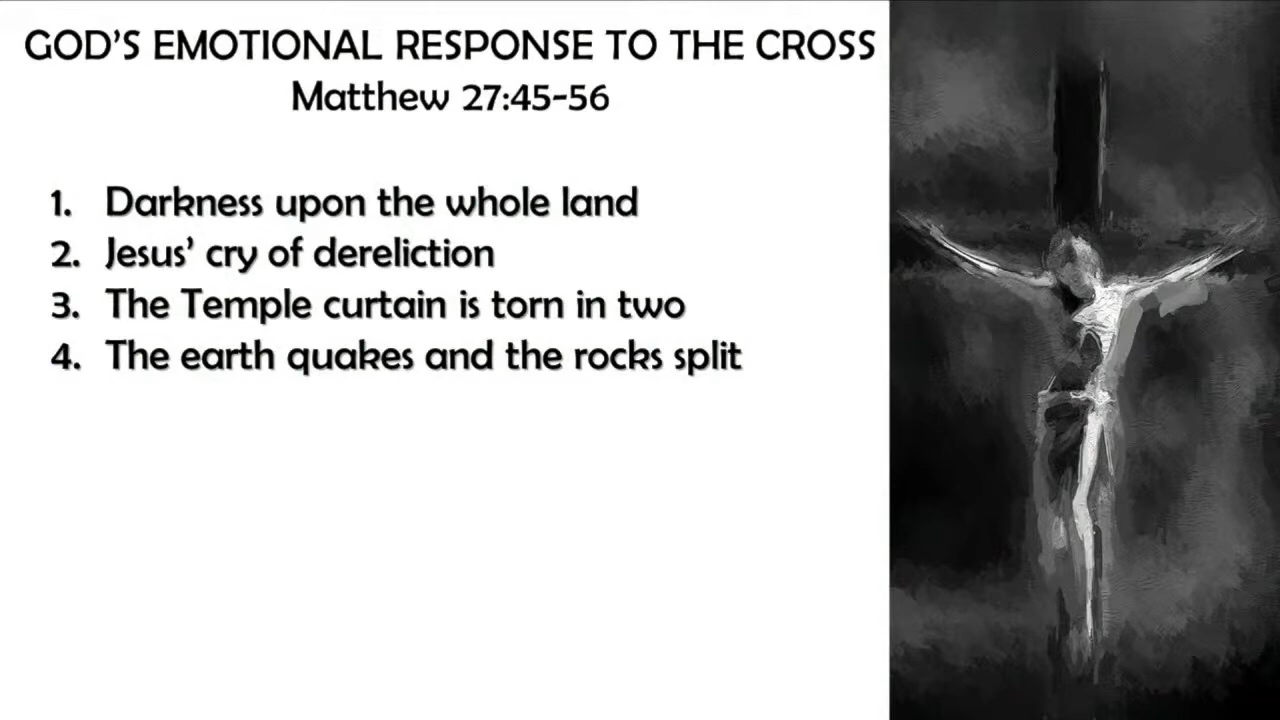 GOD’S EMOTIONAL RESPONSE TO THE CROSS
Matthew 27:45-56
1. Darkness upon the whole land
2. Jesus’ cry of dereliction
3. The Temple curtain is torn in two
4. The earth quakes and the rocks split